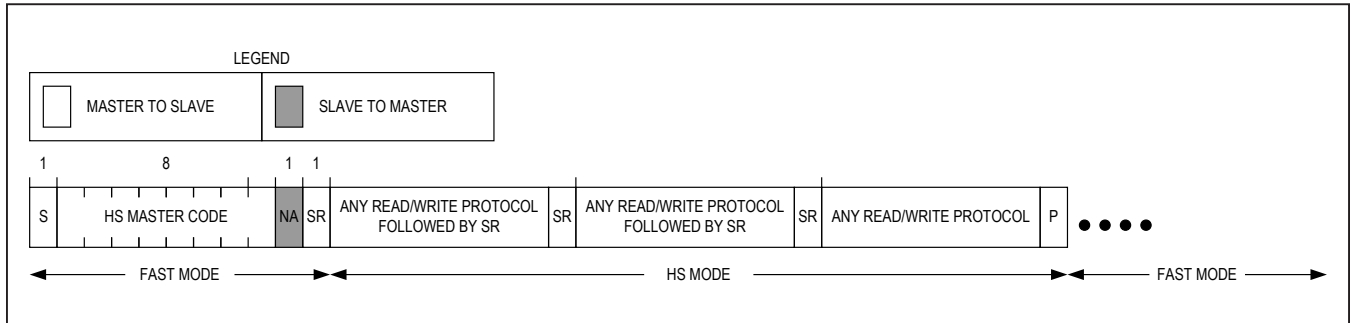 LEGEND
MASTER TO SLAVE
SLAVE TO MASTER
1 8 1 1
S HS MASTER CODE NA SR ANY READ/WRITE PROTOCOL FOLLOWED BY SR SR ANY READ/WRITE PROTOCOL FOLLOWED BY SR SR ANY READ/WRITE PROTOCOL P
FAST MODE HS MODE FAST MODE